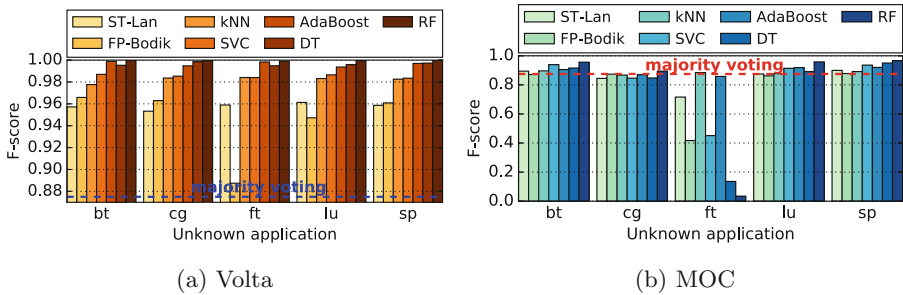 ST-Lan kNN AdaBoost RF
FP-Bodik SVC DT
1.00
0.98
0.96
0.94
0.92
0.90
0.88
F-score
majority voting
bt cg ft lu sp
Unknown application
(a) Volta
ST-Lan kNN AdaBoost RF
FP-Bodik SVC DT
1.0
0.8
0.6
0.4
0.2
0.0
F-score
majority voting
bt cg ft lu sp
Unknown application
(b) MOC